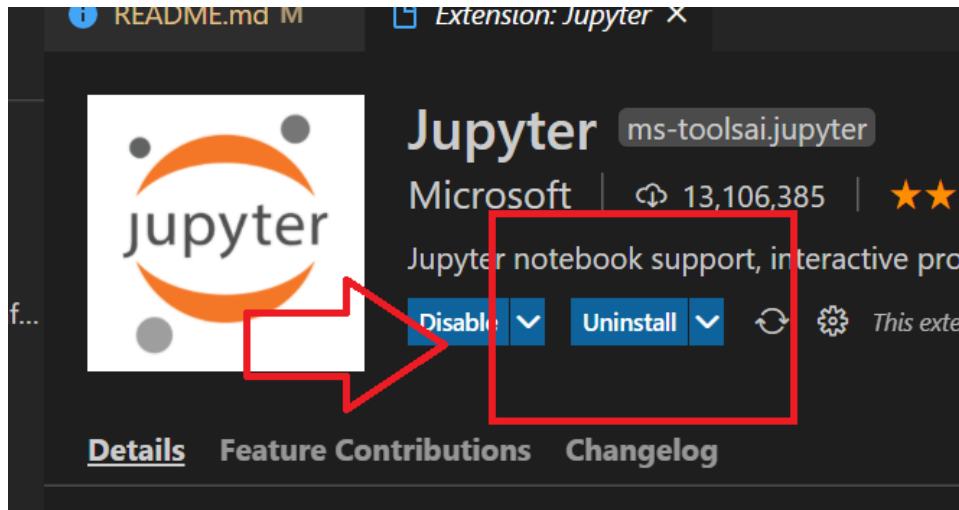 README.md M
Extension: Jupyter
jupyter
Jupyter ms-toolsai.jupyter
Microsoft 13,106,385
Jupyter notebook support, interactive pro
f...
Disable Uninstall This exte
Details Feature Contributions Changelog